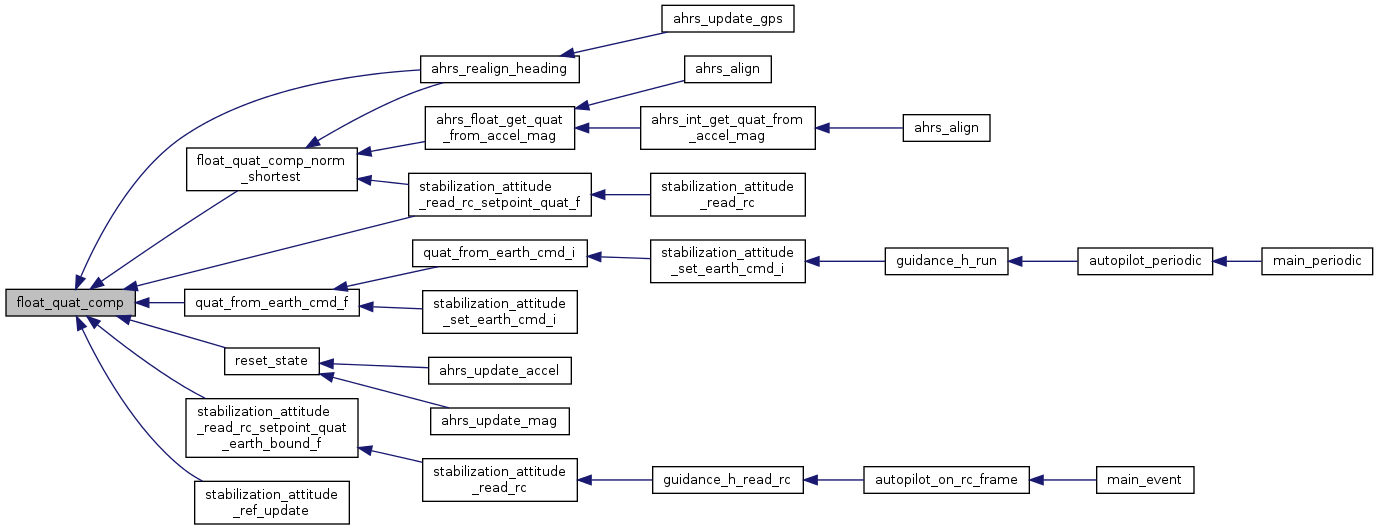 ahrs_update_gps
ahrs_realign_heading
ahrs_align
ahrs_float_get_quat
_from_accel_mag
ahrs_int_get_quat_from
_accel_mag
ahrs_align
float_quat_comp_norm
_shortest
stabilization_attitude
_read_rc_setpoint_quat_f
stabilization_attitude
_read_rc
quat_from_earth_cmd_i
stabilization_attitude
_set_earth_cmd_i
guidance_h_run
autopilot_periodic
main_periodic
float_quat_comp
quat_from_earth_cmd_f
stabilization_attitude
_set_earth_cmd_i
reset_state
ahrs_update_accel
ahrs_update_mag
stabilization_attitude
_read_rc_setpoint_quat
_earth_bound_f
stabilization_attitude
_read_rc
guidance_h_read_rc
autopilot_on_rc_frame
main_event
stabilization_attitude
_ref_update